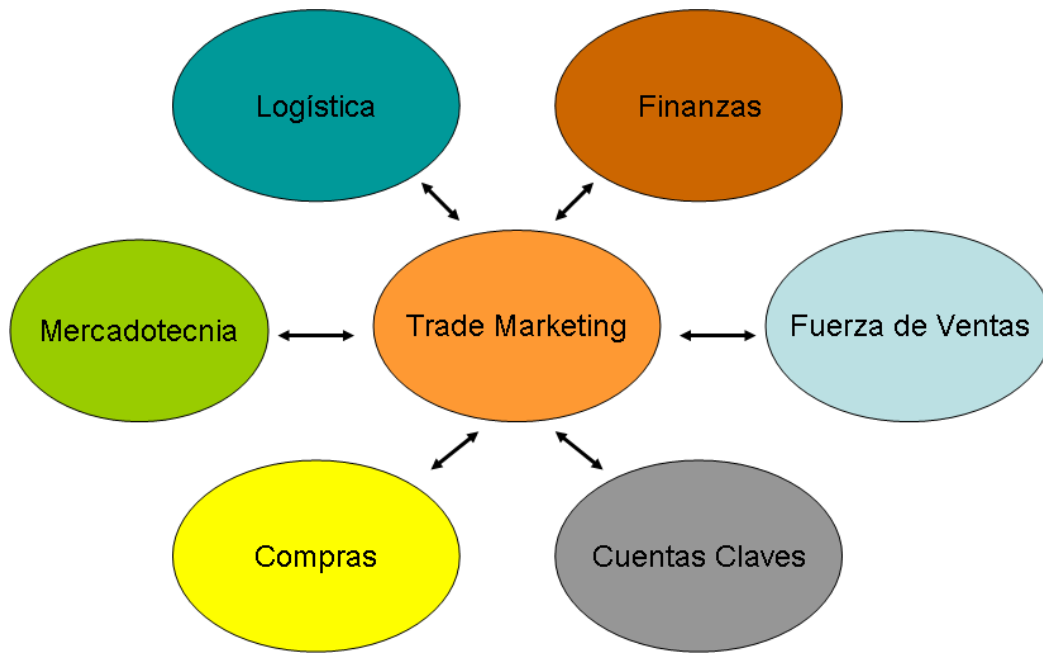 Logística
Finanzas
Mercadotecnia
Trade Marketing
Fuerza de Ventas
Compras
Cuentas Claves